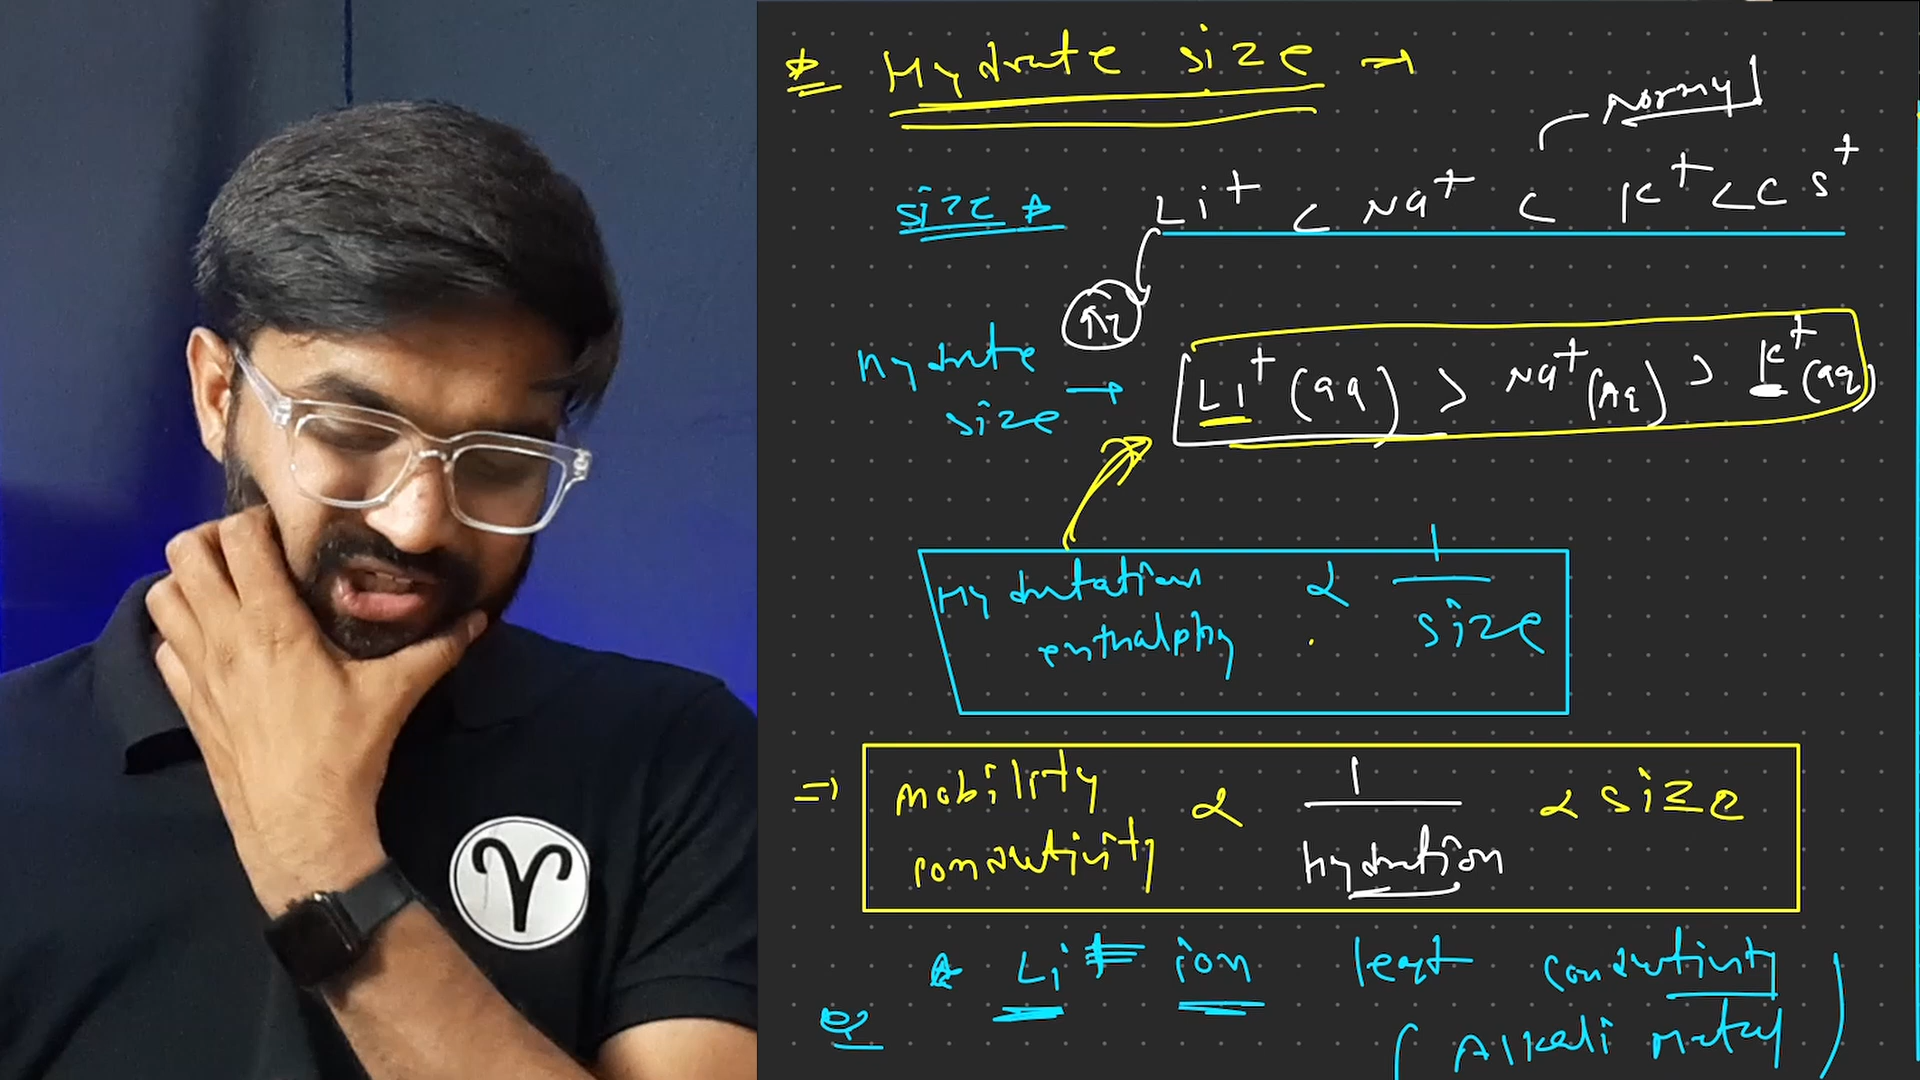 * Hydrate size →
Normal
size * Li+ < Na+ < K+ < Cs+
Hydrate size → Li+ (aq) > Na+ (Aq) > K+ (aq)
Hydration enthalpy ∝ 1 / size
=> mobility conductivity ∝ 1 / Hydration ∝ size
* Li+ ion least conductivity
( Alkali Metal )